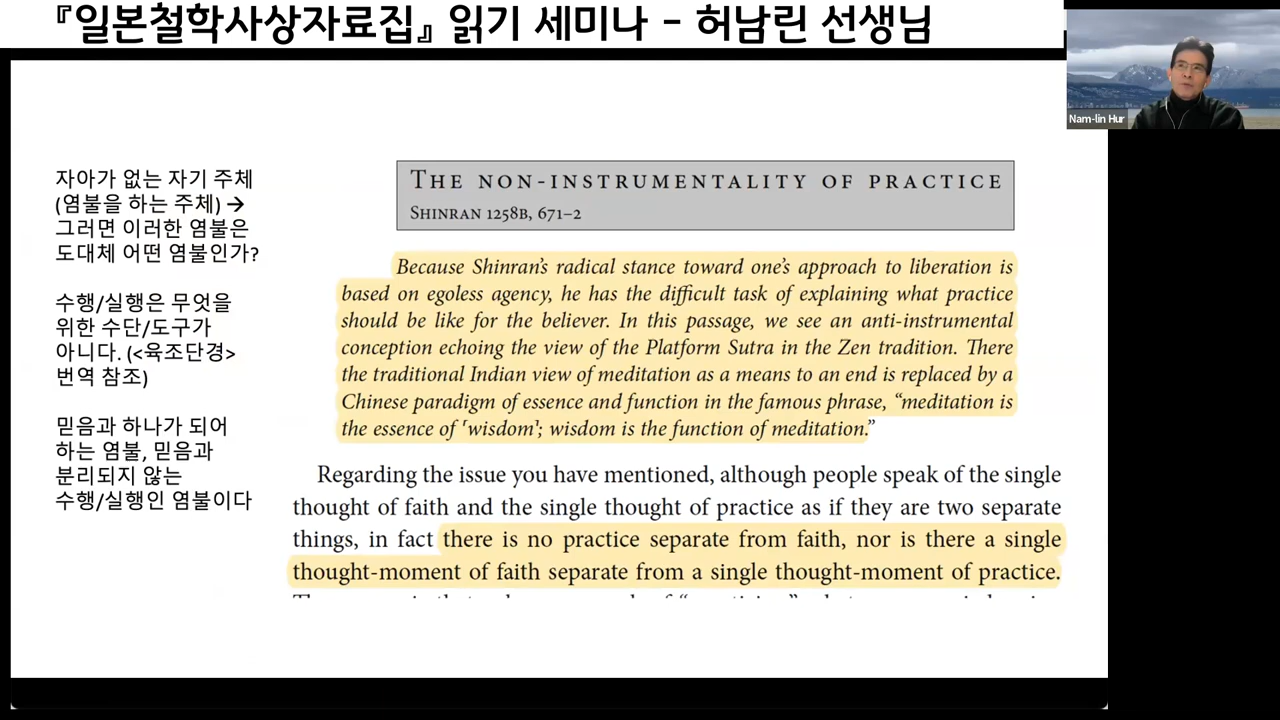 『일본철학사상자료집』 읽기 세미나 - 허남린 선생님
Nam-lin Hur
자아가 없는 자기 주체
(염불을 하는 주체) →
그러면 이러한 염불은
도대체 어떤 염불인가?
수행/실행은 무엇을
위한 수단/도구가
아니다. (<육조단경>
번역 참조)
믿음과 하나가 되어
하는 염불, 믿음과
분리되지 않는
수행/실행인 염불이다
THE NON-INSTRUMENTALITY OF PRACTICE
SHINRAN 1258B, 671–2
Because Shinran's radical stance toward one's approach to liberation is
based on egoless agency, he has the difficult task of explaining what practice
should be like for the believer. In this passage, we see an anti-instrumental
conception echoing the view of the Platform Sutra in the Zen tradition. There
the traditional Indian view of meditation as a means to an end is replaced by a
Chinese paradigm of essence and function in the famous phrase, “meditation is
the essence of ⸢wisdom⸣; wisdom is the function of meditation.”
Regarding the issue you have mentioned, although people speak of the single
thought of faith and the single thought of practice as if they are two separate
things, in fact there is no practice separate from faith, nor is there a single
thought-moment of faith separate from a single thought-moment of practice.